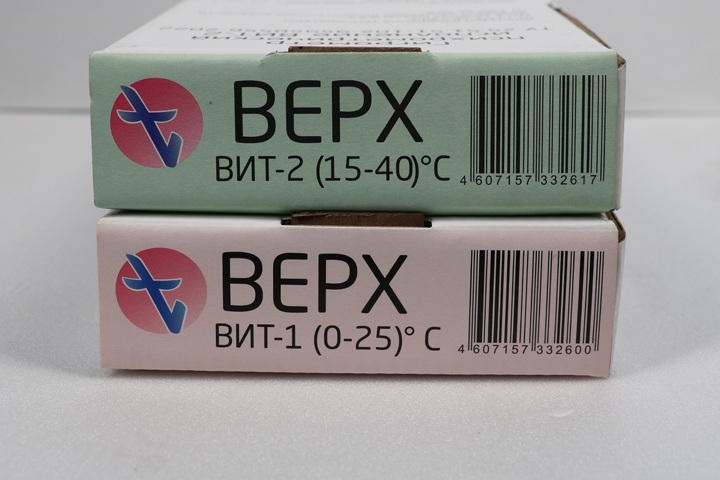 ВЕРХ
ВИТ-2 (15-40)°C
4 607157 332617
ВЕРХ
ВИТ-1 (0-25)° C
4 607157 332600